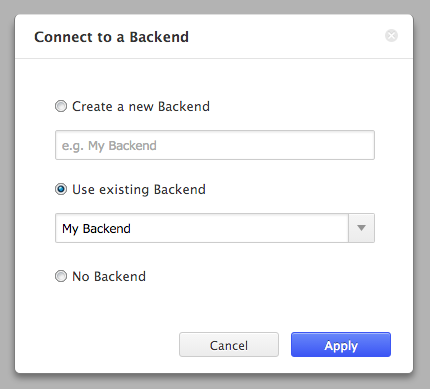 Connect to a Backend
Create a new Backend
e.g. My Backend
Use existing Backend
My Backend
No Backend
Cancel
Apply